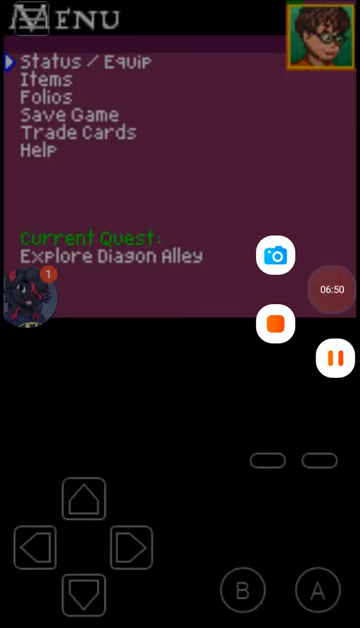 MENU
Status / Equip
Items
Folios
Save Game
Trade Cards
Help
Current Quest:
Explore Diagon Alley
1
06:50
B
A